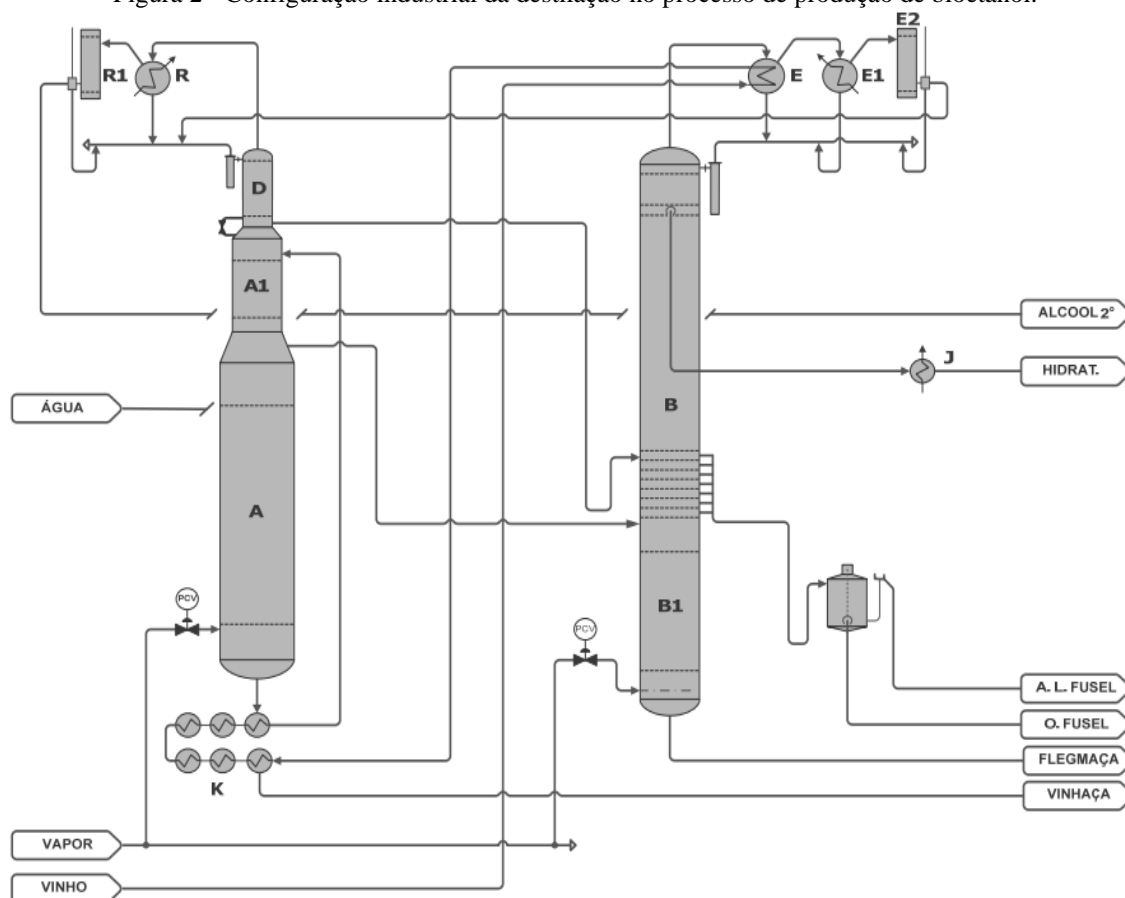 Figura 2 - Configuração industrial da destilação no processo de produção de bioetanol.
E2
R1
R
E
E1
D
A1
ALCOOL 2°
J
HIDRAT.
ÁGUA
B
A
PCV
B1
PCV
A. L. FUSEL
O. FUSEL
FLEGMAÇA
K
VINHAÇA
VAPOR
VINHO